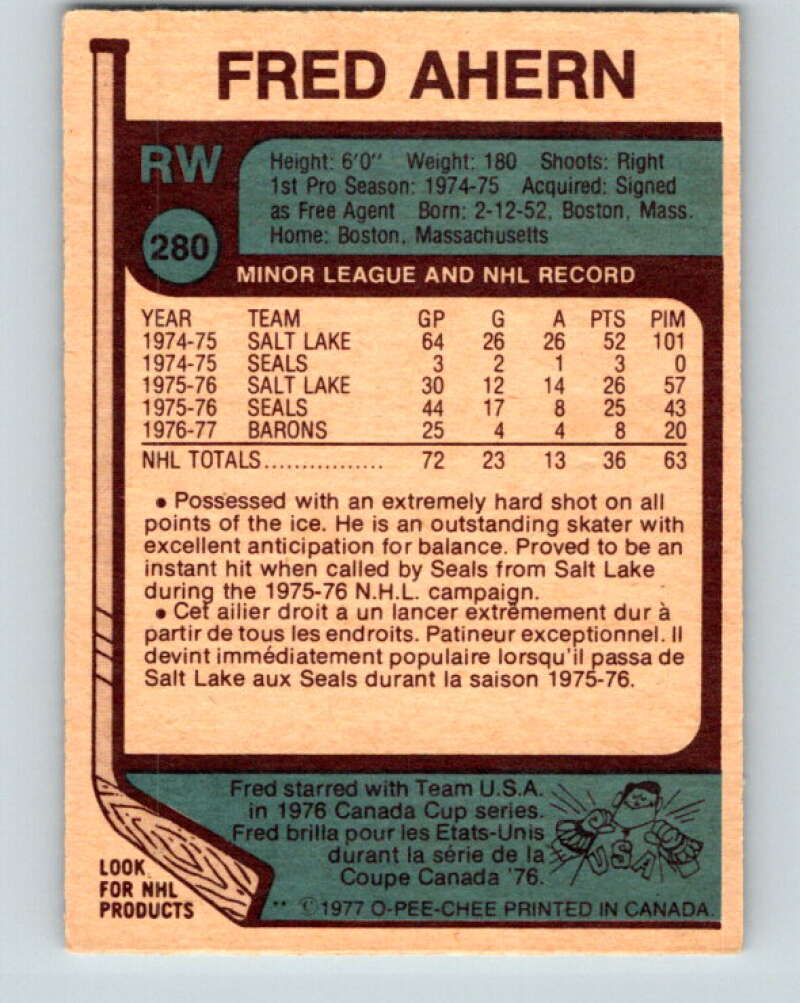 FRED AHERN
RW
280
Height: 6'0" Weight: 180 Shoots: Right
1st Pro Season: 1974-75 Acquired: Signed
as Free Agent Born: 2-12-52, Boston, Mass.
Home: Boston, Massachusetts
MINOR LEAGUE AND NHL RECORD
YEAR TEAM GP G A PTS PIM
1974-75 SALT LAKE 64 26 26 52 101
1974-75 SEALS 3 2 1 3 0
1975-76 SALT LAKE 30 12 14 26 57
1975-76 SEALS 44 17 8 25 43
1976-77 BARONS 25 4 4 8 20
NHL TOTALS................ 72 23 13 36 63
• Possessed with an extremely hard shot on all
points of the ice. He is an outstanding skater with
excellent anticipation for balance. Proved to be an
instant hit when called by Seals from Salt Lake
during the 1975-76 N.H.L. campaign.
• Cet ailier droit a un lancer extrêmement dur à
partir de tous les endroits. Patineur exceptionnel. Il
devint immédiatement populaire lorsqu'il passa de
Salt Lake aux Seals durant la saison 1975-76.
Fred starred with Team U.S.A.
in 1976 Canada Cup series.
Fred brilla pour les Etats-Unis
durant la série de la
Coupe Canada '76.
USA
LOOK
FOR NHL
PRODUCTS
** ©1977 O-PEE-CHEE PRINTED IN CANADA.